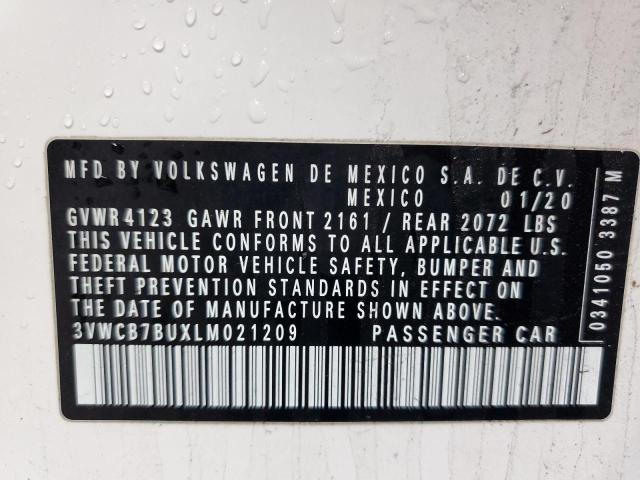 MFD BY VOLKSWAGEN DE MEXICO S.A. DE C.V.
MEXICO 01/20
GVWR 4123 GAWR FRONT 2161 / REAR 2072 LBS
THIS VEHICLE CONFORMS TO ALL APPLICABLE U.S.
FEDERAL MOTOR VEHICLE SAFETY, BUMPER AND
THEFT PREVENTION STANDARDS IN EFFECT ON
THE DATE OF MANUFACTURE SHOWN ABOVE.
3VWCB7BUXLM021209 PASSENGER CAR
0341050 3387 M